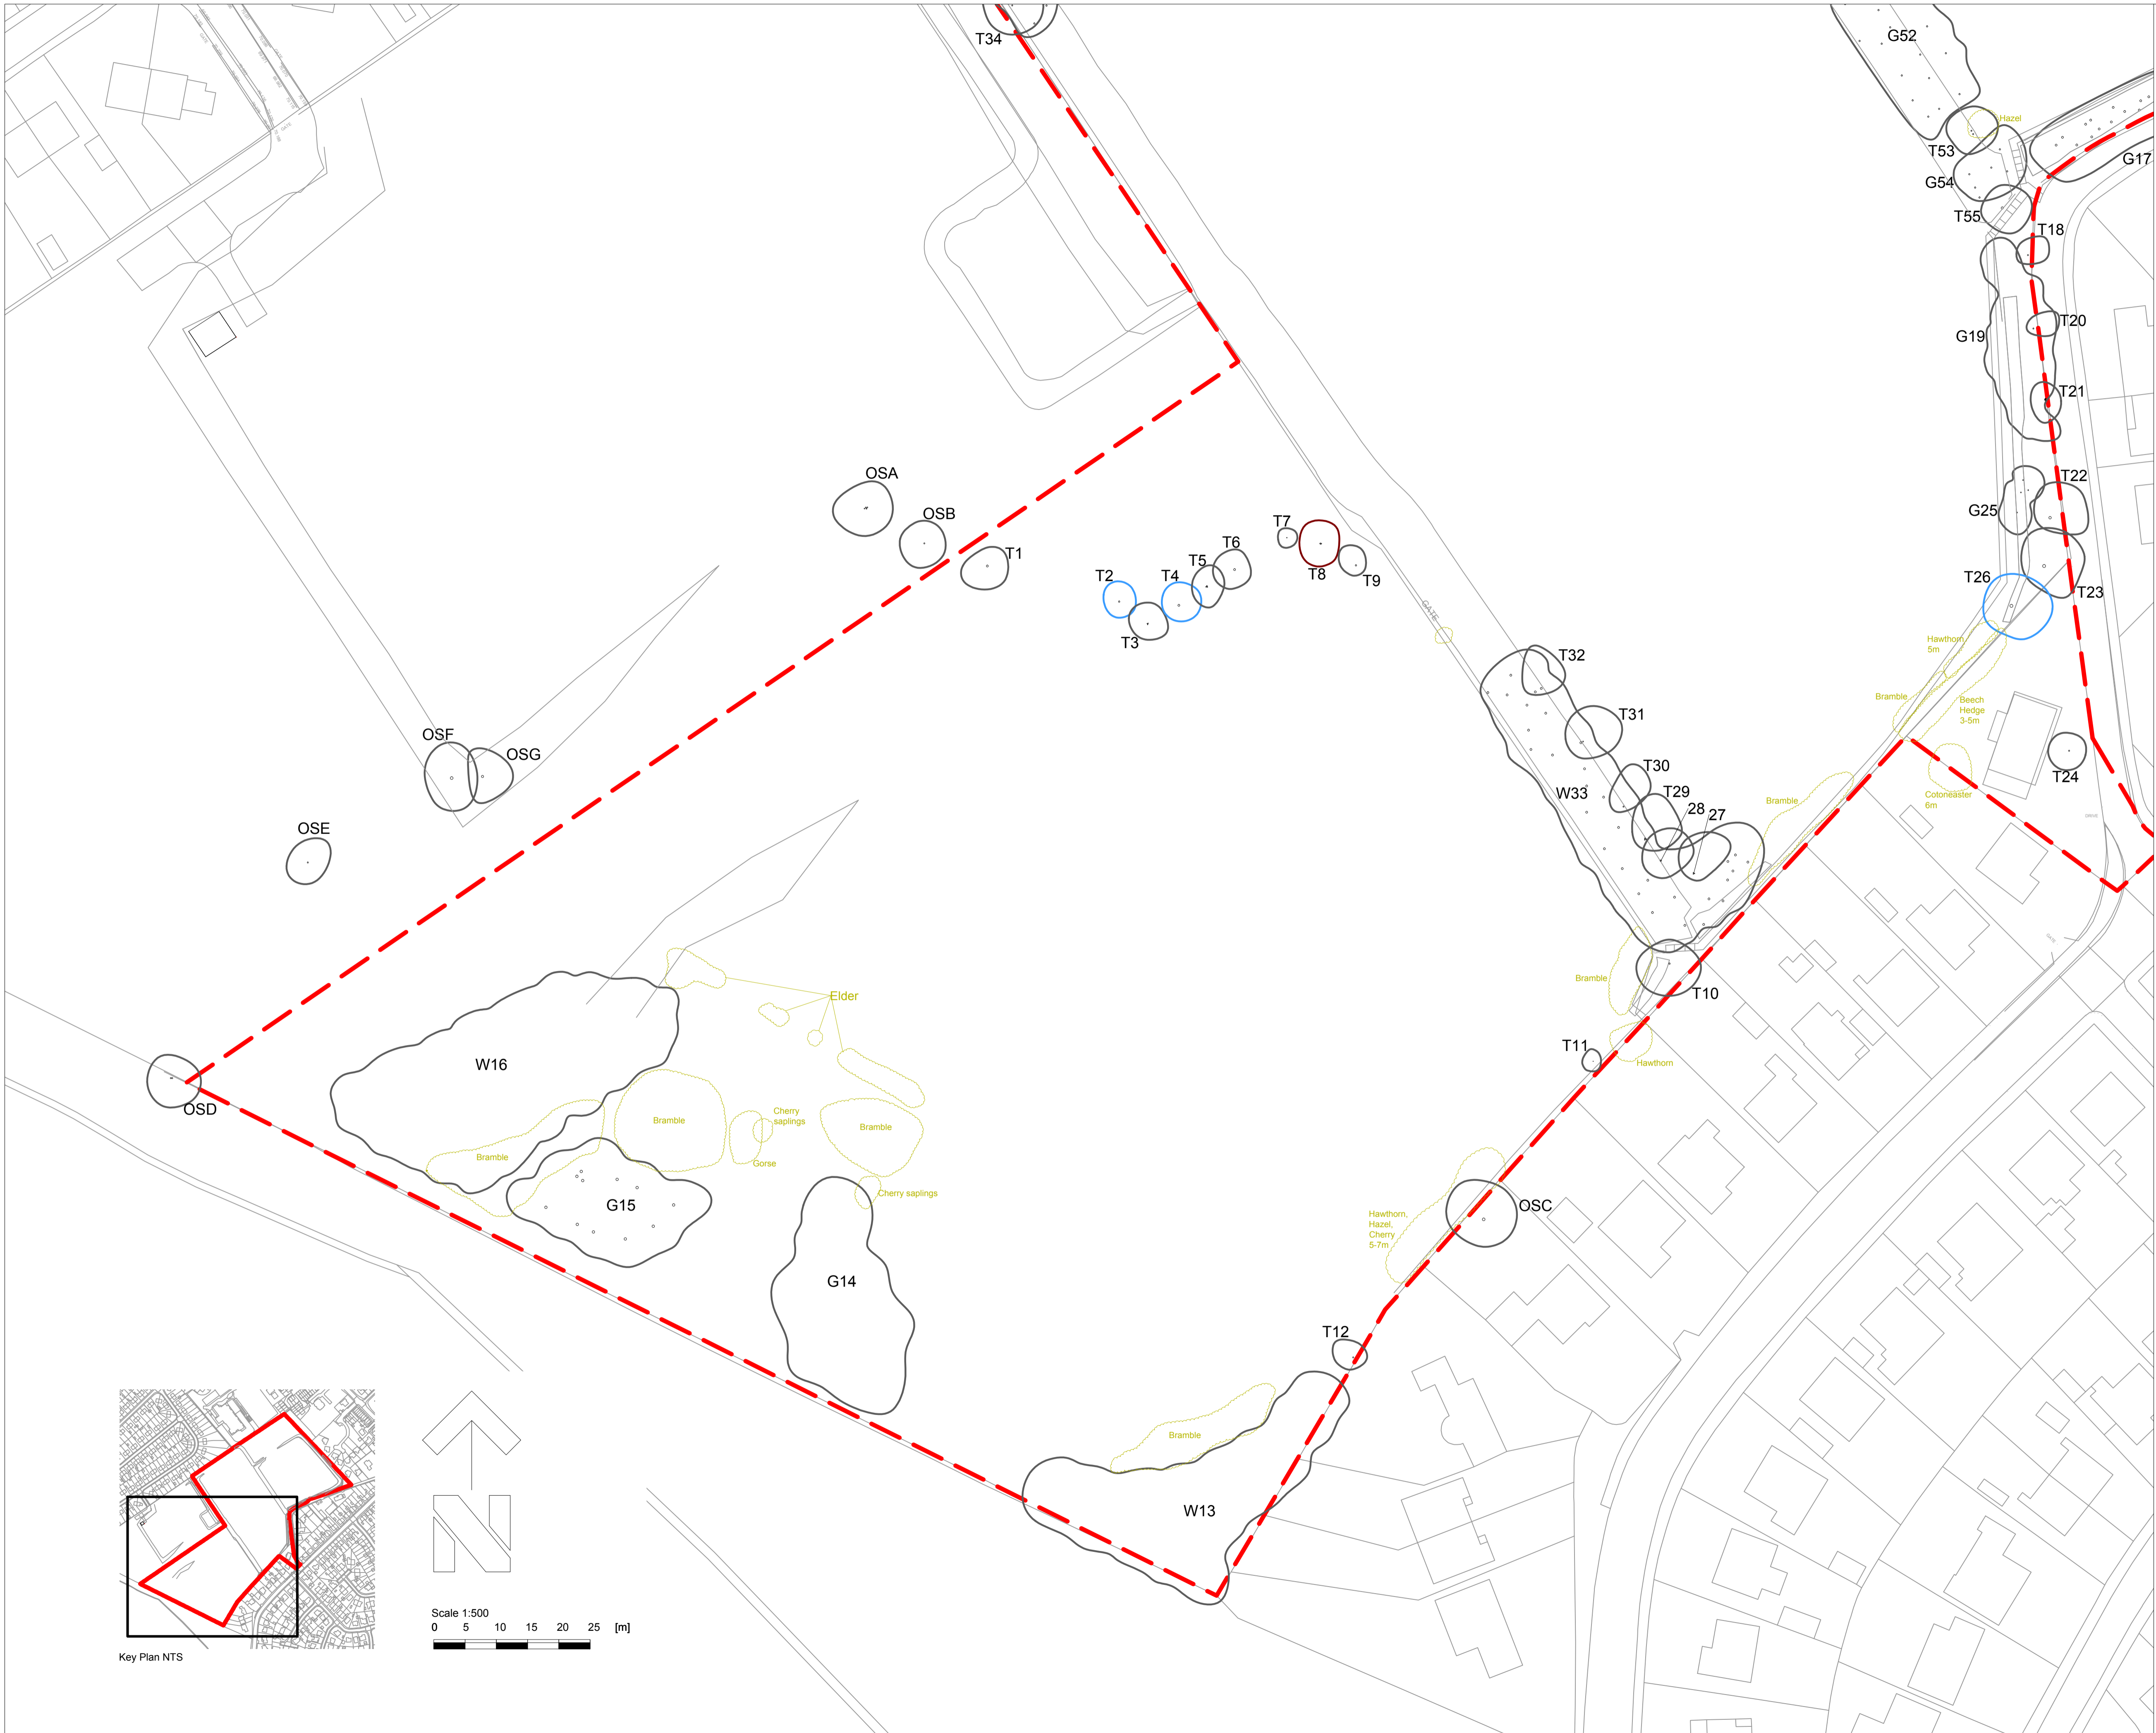 T34
G52
Hazel
T53
G17
G54
T55
T18
T20
G19
T21
OSA
T22
OSB
G25
T7
T6
T1
T5
T8
T9
T2
T4
T26
T23
GATE
T3
Hawthorn
5m
T32
Bramble
Beech
Hedge
3-5m
T31
OSF
OSG
T24
T30
W33
T29
Cotoneaster
6m
Bramble
28
27
DRIVE
OSE
GATE
Bramble
T10
Elder
T11
W16
Hawthorn
OSD
Cherry
saplings
Bramble
Bramble
Bramble
Gorse
Cherry saplings
G15
OSC
Hawthorn,
Hazel,
Cherry
5-7m
G14
T12
Bramble
W13
Scale 1:500
0 5 10 15 20 25 [m]
Key Plan NTS